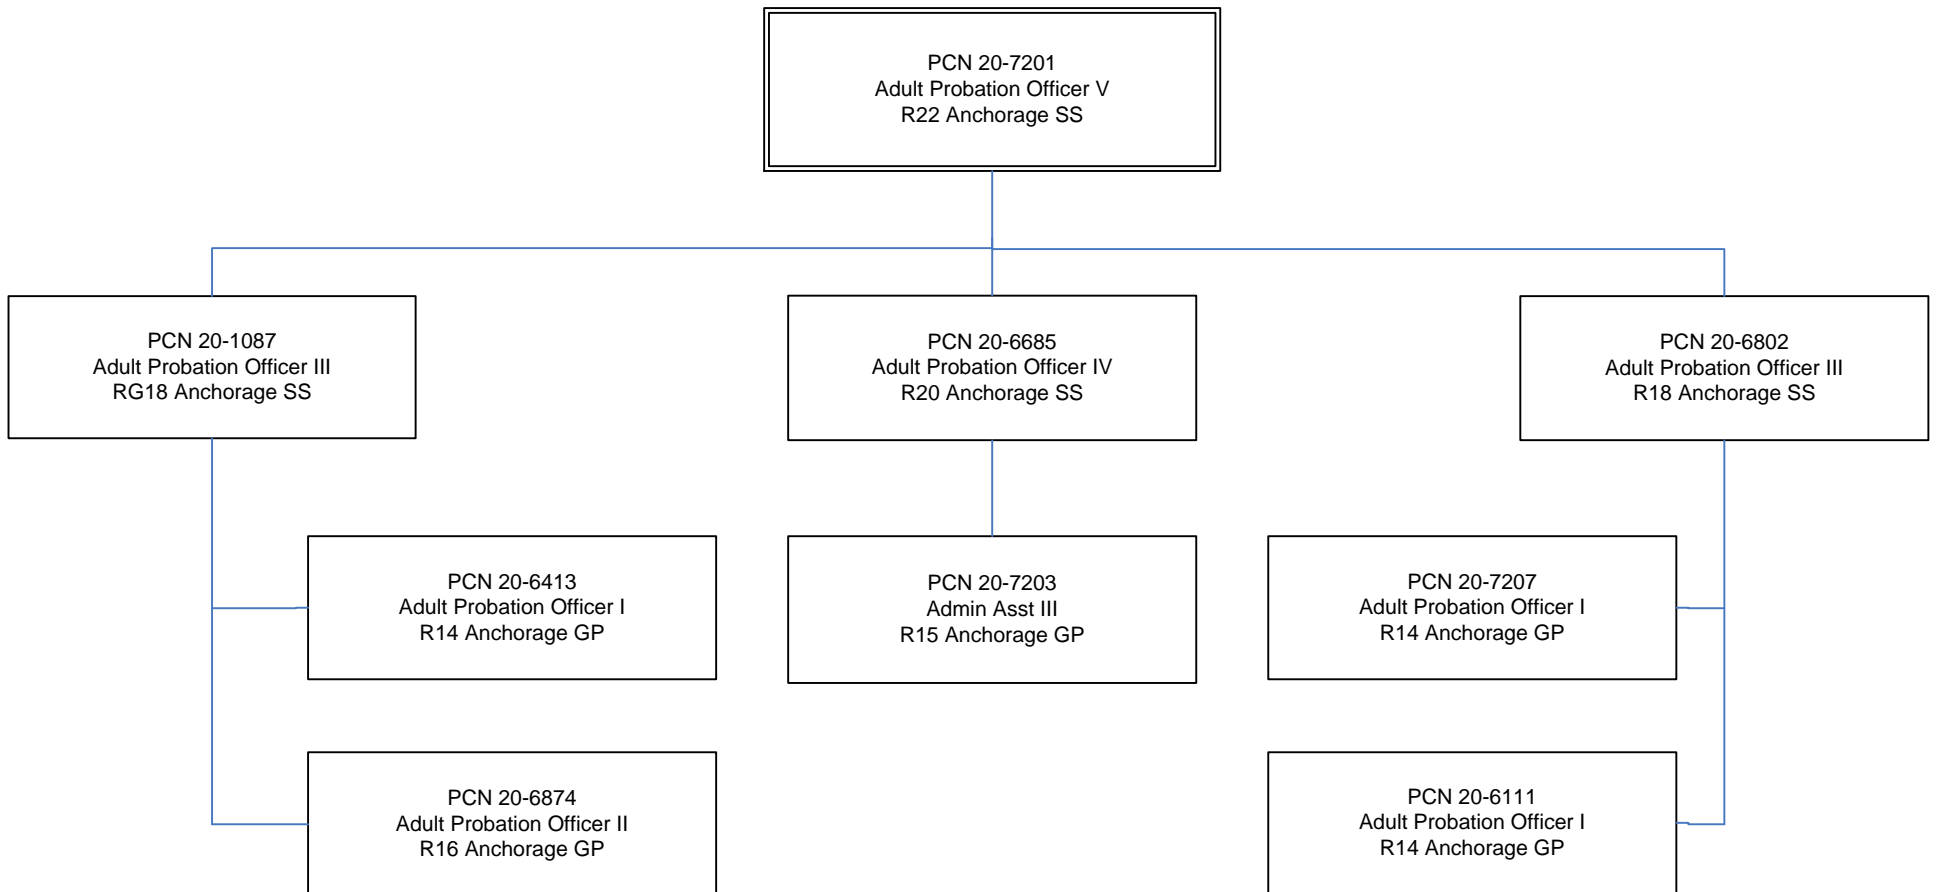 PCN 20-7201
Adult Probation Officer V
R22 Anchorage SS
PCN 20-1087
Adult Probation Officer III
RG18 Anchorage SS
PCN 20-6685
Adult Probation Officer IV
R20 Anchorage SS
PCN 20-6802
Adult Probation Officer III
R18 Anchorage SS
PCN 20-6413
Adult Probation Officer I
R14 Anchorage GP
PCN 20-7203
Admin Asst III
R15 Anchorage GP
PCN 20-7207
Adult Probation Officer I
R14 Anchorage GP
PCN 20-6874
Adult Probation Officer II
R16 Anchorage GP
PCN 20-6111
Adult Probation Officer I
R14 Anchorage GP